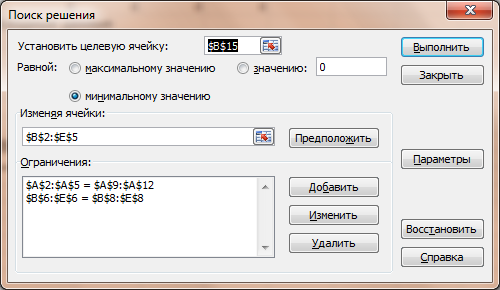 Поиск решения
Установить целевую ячейку: $B$15 Выполнить
Равной: максимальному значению значению: 0 Закрыть
минимальному значению
Изменяя ячейки:
$B$2:$E$5 Предположить
Ограничения: Параметры
$A$2:$A$5 = $A$9:$A$12 Добавить
$B$6:$E$6 = $B$8:$E$8
Изменить
Восстановить
Удалить
Справка